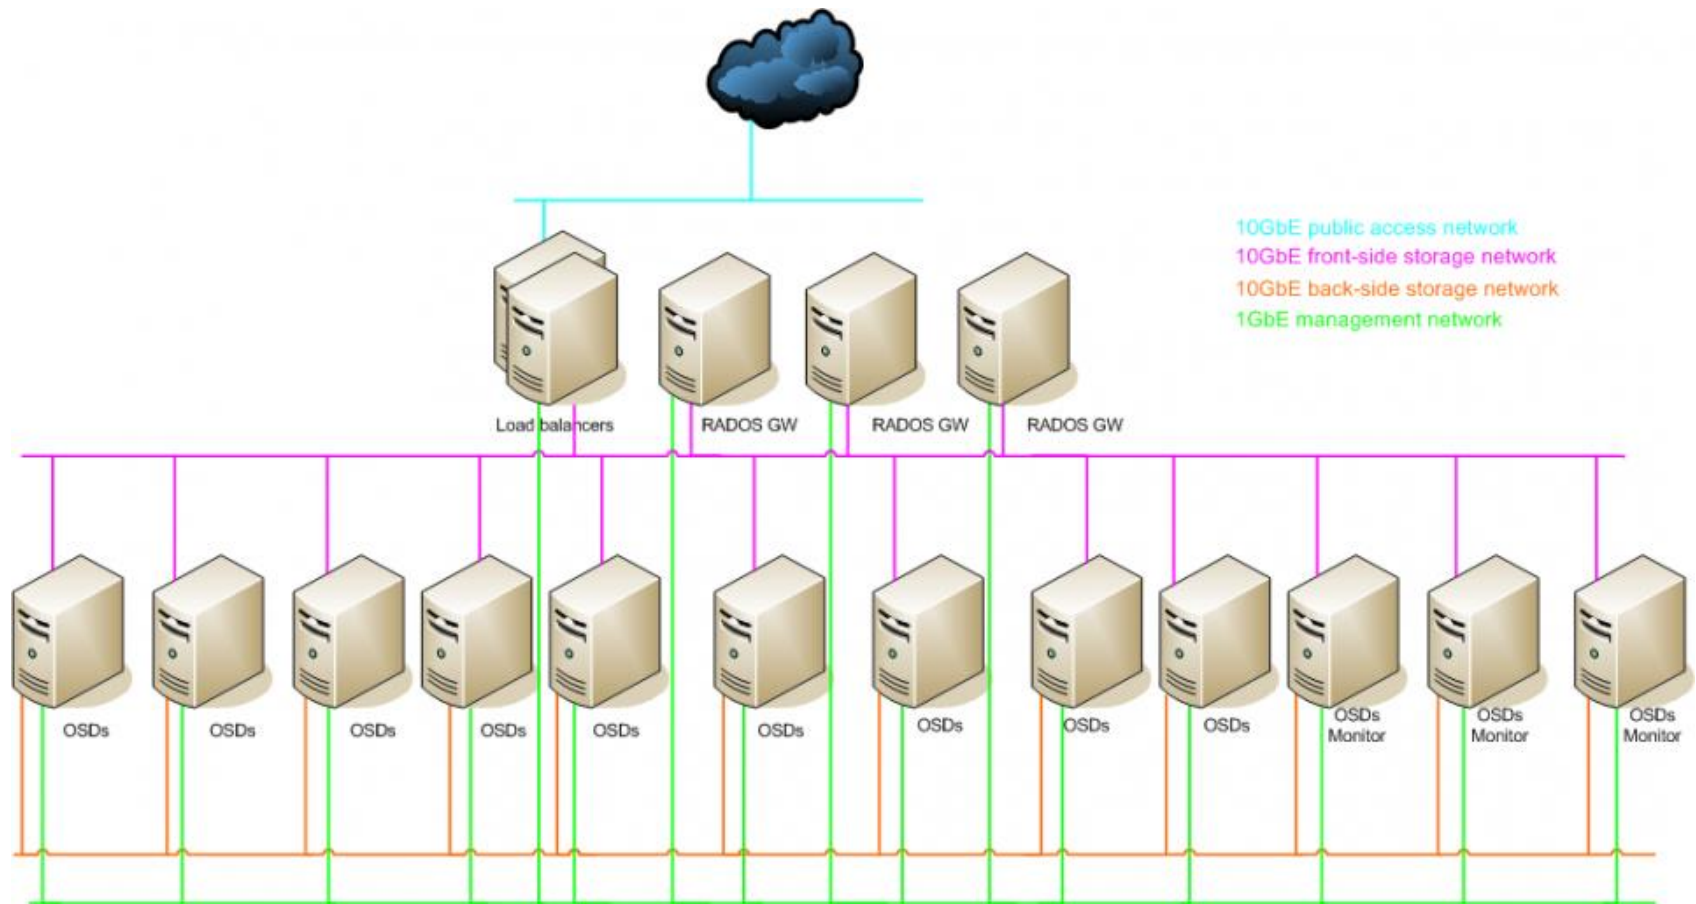 10GbE public access network
10GbE front-side storage network
10GbE back-side storage network
1GbE management network
Load balancers
RADOS GW
RADOS GW
RADOS GW
OSDs
OSDs
OSDs
OSDs
OSDs
OSDs
OSDs
OSDs
OSDs
OSDs
Monitor
OSDs
Monitor
OSDs
Monitor